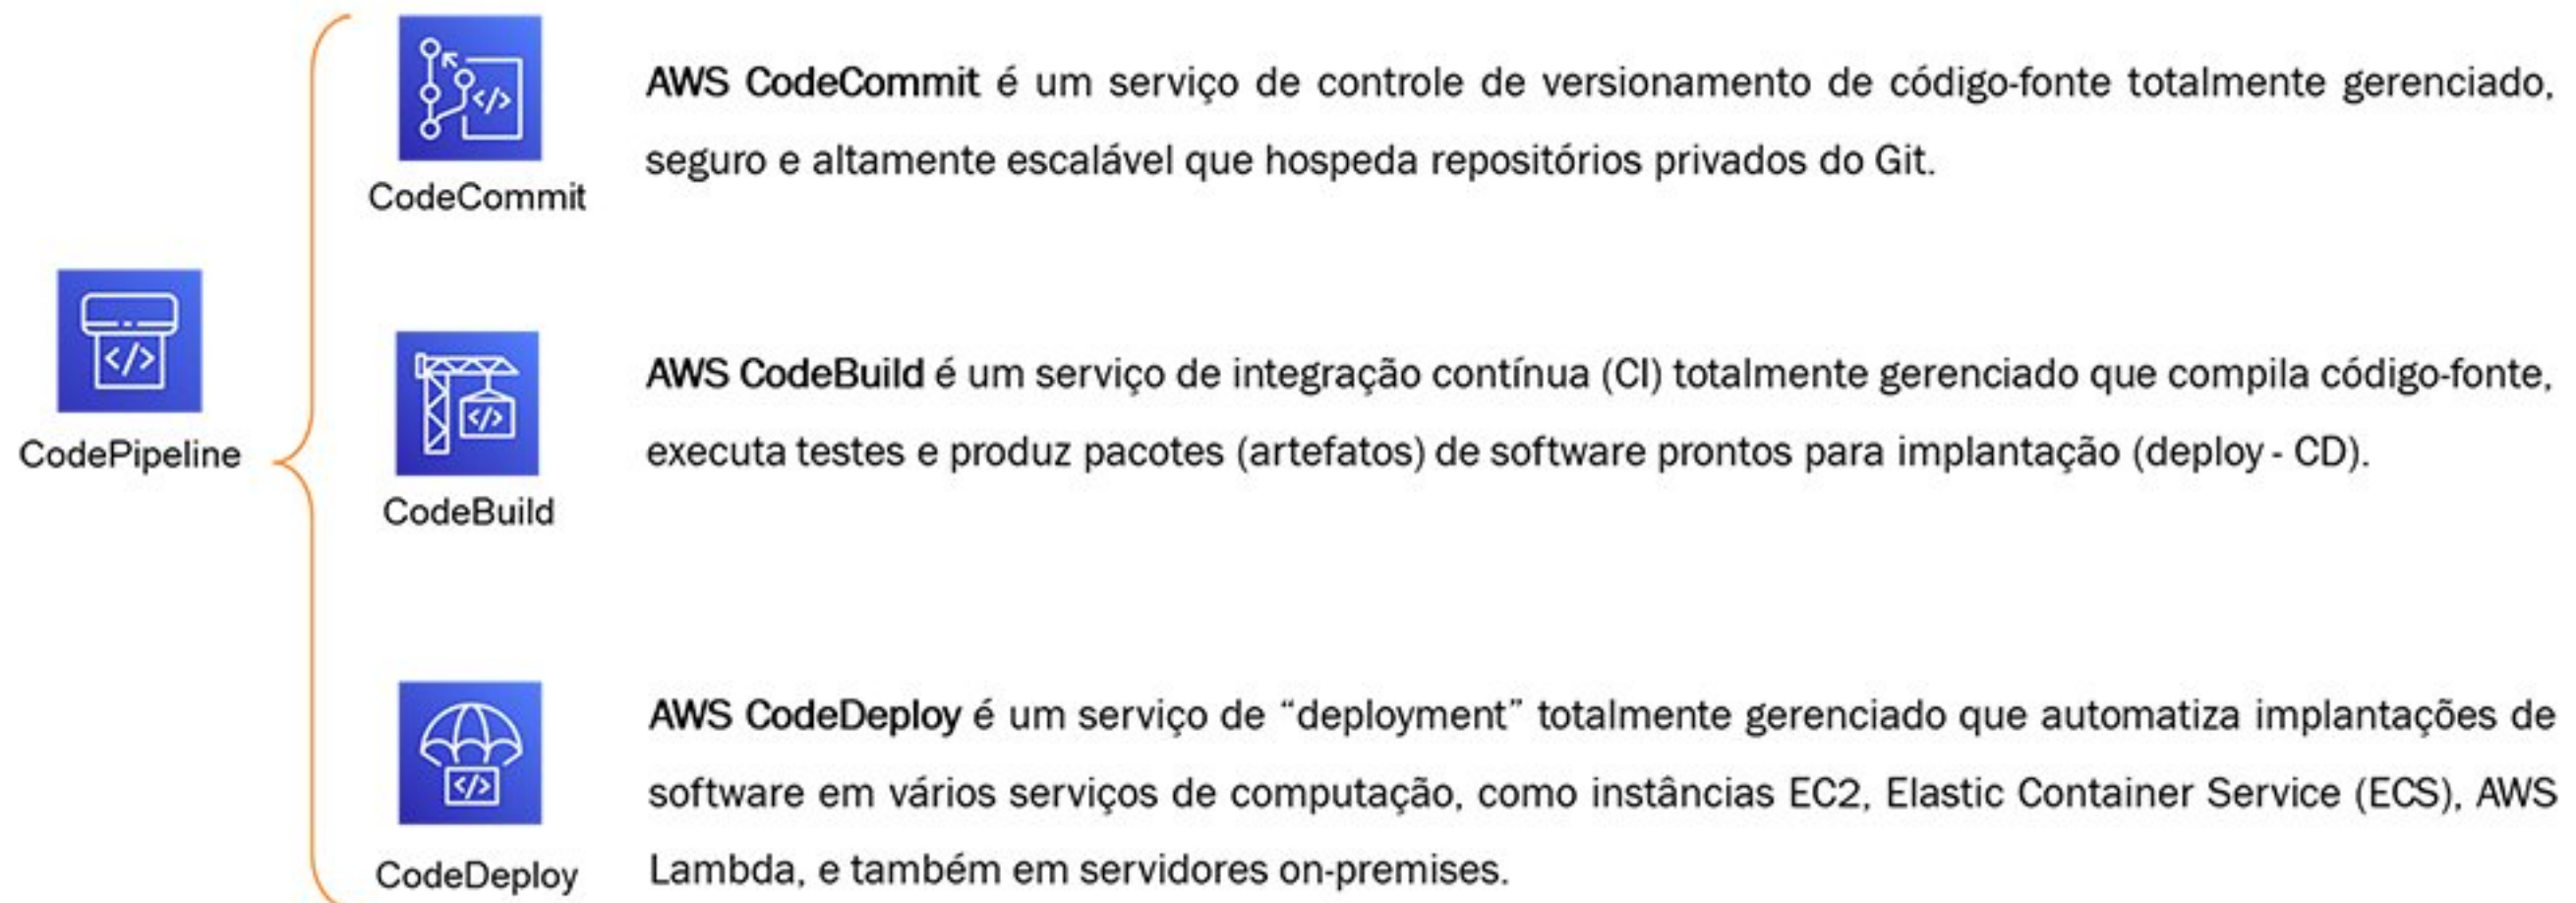 CodePipeline
CodeCommit
AWS CodeCommit é um serviço de controle de versionamento de código-fonte totalmente gerenciado,
seguro e altamente escalável que hospeda repositórios privados do Git.
CodeBuild
AWS CodeBuild é um serviço de integração contínua (CI) totalmente gerenciado que compila código-fonte,
executa testes e produz pacotes (artefatos) de software prontos para implantação (deploy - CD).
CodeDeploy
AWS CodeDeploy é um serviço de “deployment” totalmente gerenciado que automatiza implantações de
software em vários serviços de computação, como instâncias EC2, Elastic Container Service (ECS), AWS
Lambda, e também em servidores on-premises.